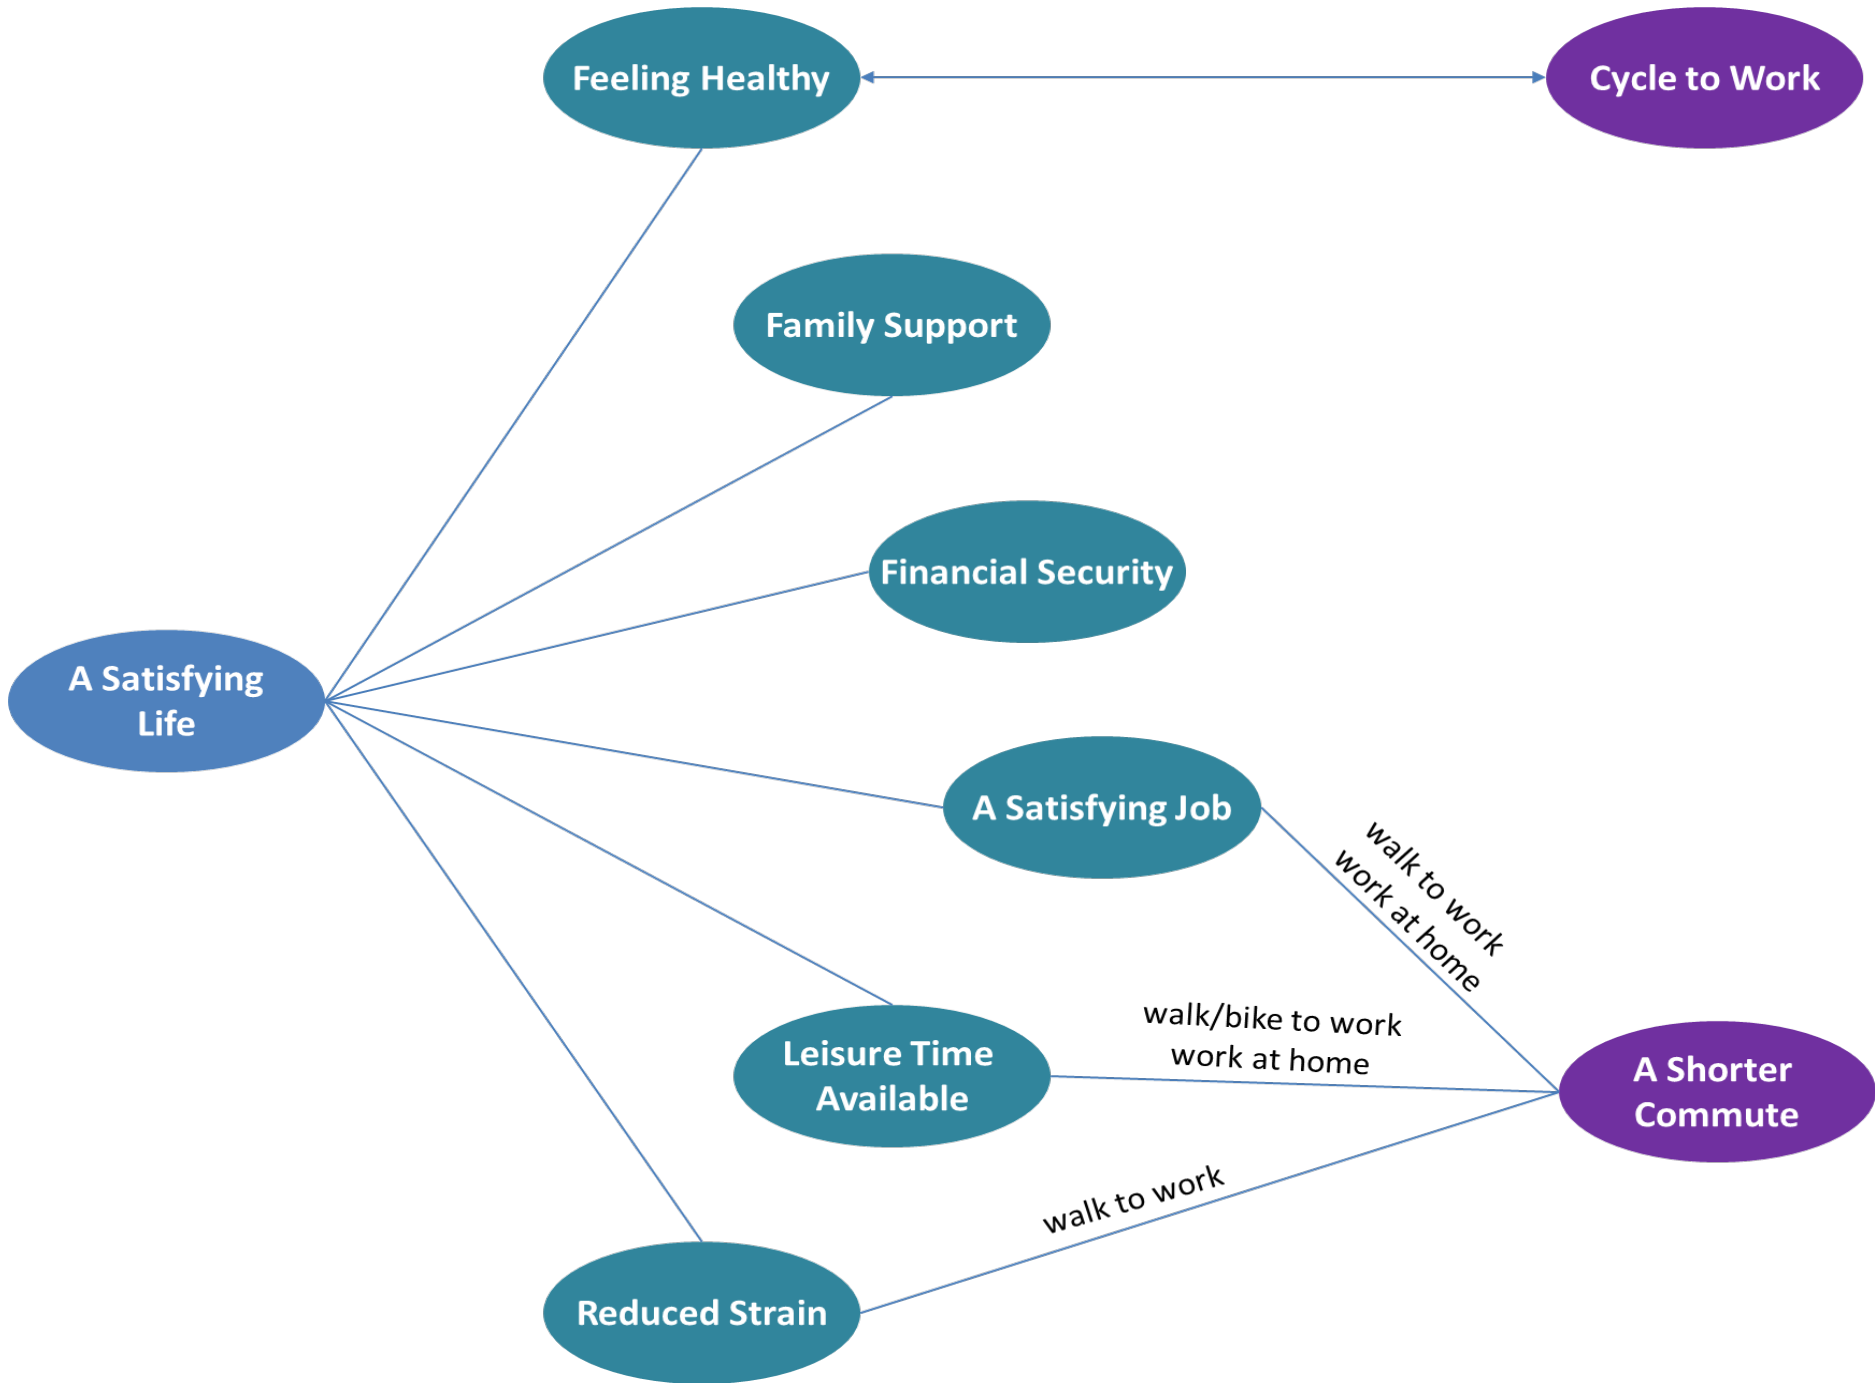 Feeling Healthy
Cycle to Work
Family Support
Financial Security
A Satisfying
Life
A Satisfying Job
walk to work
work at home
Leisure Time
Available
walk/bike to work
work at home
A Shorter
Commute
walk to work
Reduced Strain